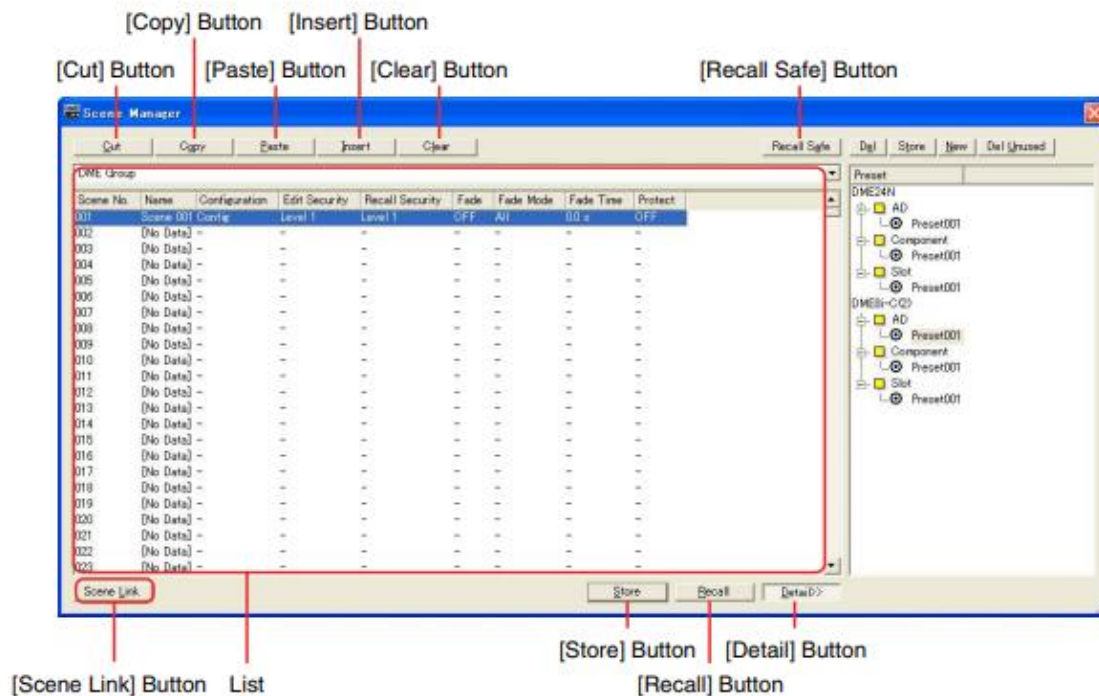 [Copy] Button [Insert] Button
[Cut] Button [Paste] Button [Clear] Button [Recall Safe] Button
Scene Manager
Cut Copy Paste Insert Clear Recall Safe Del Store New Del Unused
DME Group Preset
Scene No. Name Configuration Edit Security Recall Security Fade Fade Mode Fade Time Protect
001 Scene 001 Config Level 1 Level 1 OFF All 0.0 s OFF
002 [No Data] - - - - - - -
003 [No Data] - - - - - - -
004 [No Data] - - - - - - -
005 [No Data] - - - - - - -
006 [No Data] - - - - - - -
007 [No Data] - - - - - - -
008 [No Data] - - - - - - -
009 [No Data] - - - - - - -
010 [No Data] - - - - - - -
011 [No Data] - - - - - - -
012 [No Data] - - - - - - -
013 [No Data] - - - - - - -
014 [No Data] - - - - - - -
015 [No Data] - - - - - - -
016 [No Data] - - - - - - -
017 [No Data] - - - - - - -
018 [No Data] - - - - - - -
019 [No Data] - - - - - - -
020 [No Data] - - - - - - -
021 [No Data] - - - - - - -
022 [No Data] - - - - - - -
023 [No Data] - - - - - - -
DME24N
AD
Preset001
Component
Preset001
Slot
Preset001
DME8i-C(2)
AD
Preset001
Component
Preset001
Slot
Preset001
Scene Link Store Recall Detail>>
[Store] Button [Detail] Button
[Scene Link] Button List [Recall] Button